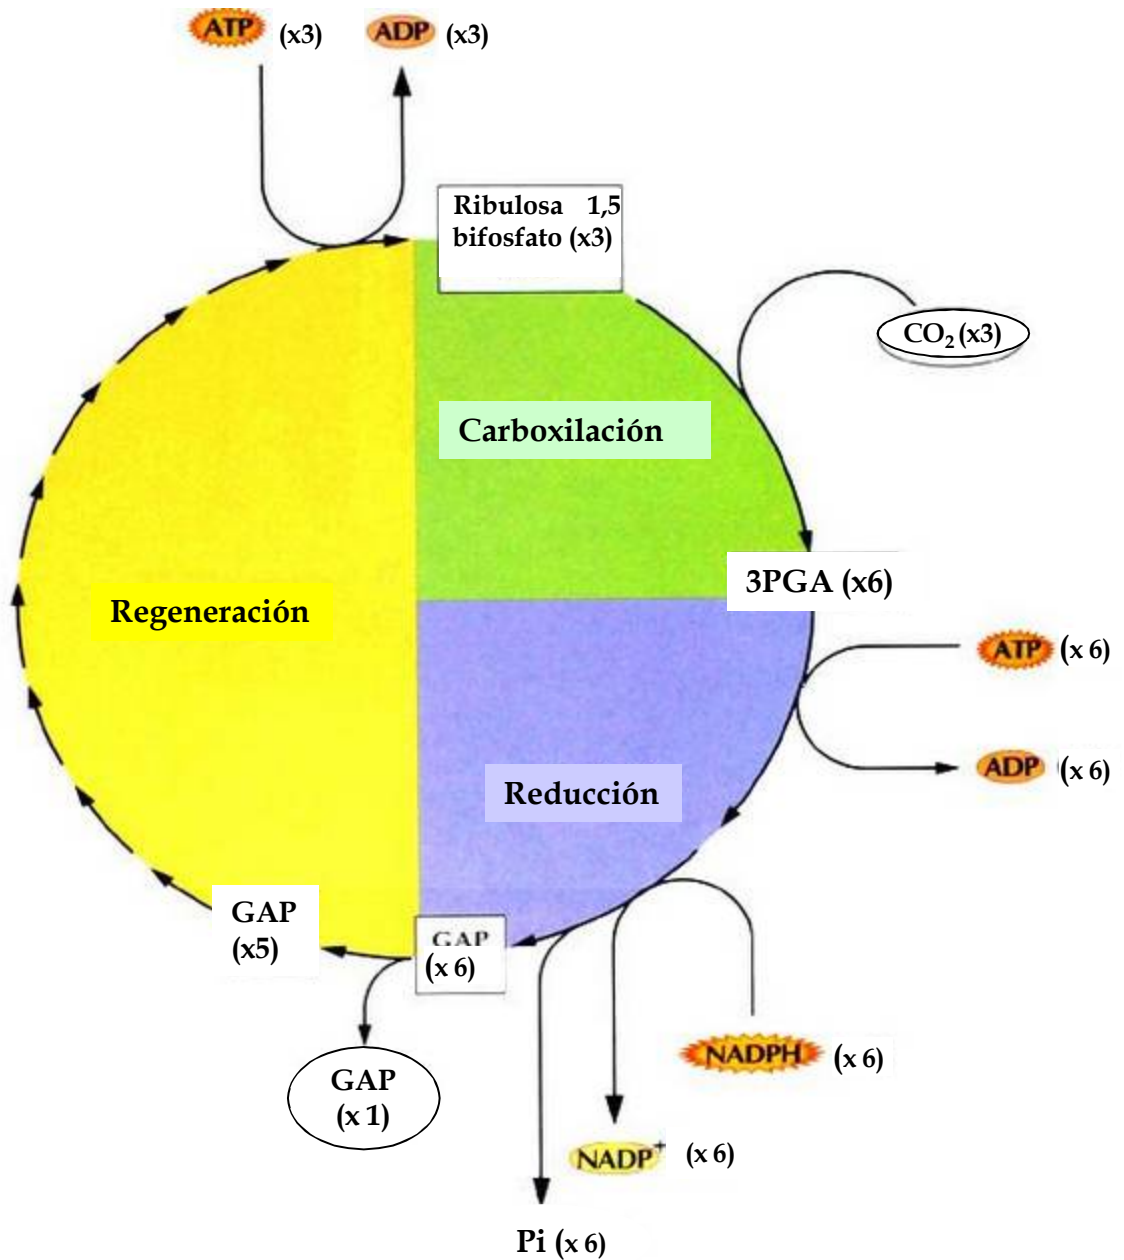 ATP (x3) ADP (x3)
Ribulosa 1,5
bifosfato (x3)
CO₂ (x3)
Carboxilación
3PGA (x6)
Regeneración
ATP (x 6)
ADP (x 6)
Reducción
GAP
(x5)
GAP
(x 6)
NADPH (x 6)
GAP
(x 1)
NADP⁺ (x 6)
Pi (x 6)